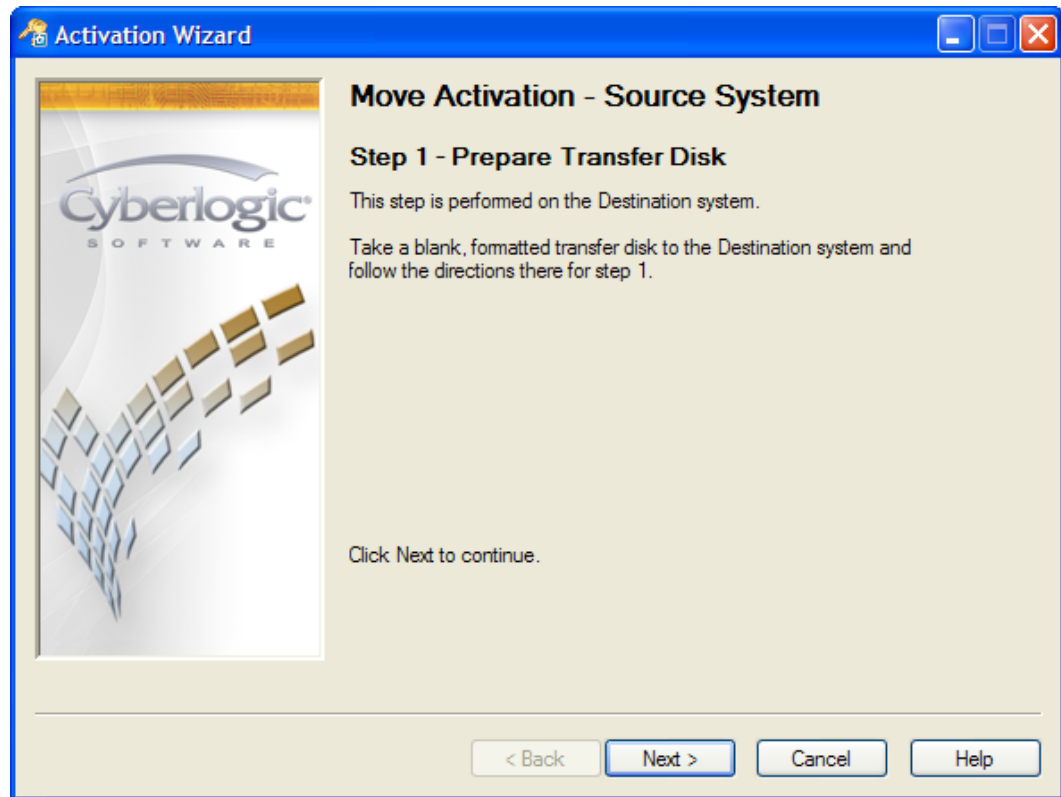 Activation Wizard
Move Activation - Source System
Step 1 - Prepare Transfer Disk
This step is performed on the Destination system.
Take a blank, formatted transfer disk to the Destination system and
follow the directions there for step 1.
Cyberlogic®
SOFTWARE
Click Next to continue.
< Back
Next >
Cancel
Help